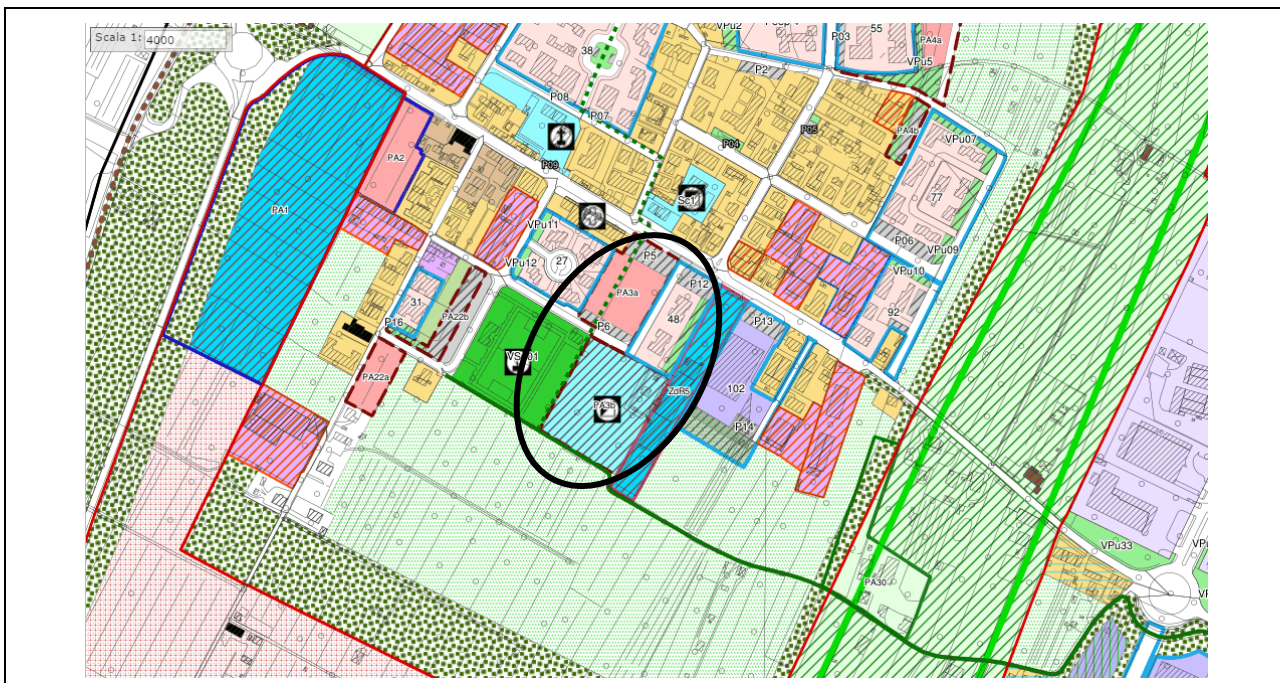 Scala 1: 4000
VPu2
P03
55
PA4a
38
P2
VPu5
P08
P07
P05
PA4b
VPu07
P04
P09
PA2
Sc11
77
PA1
VPu11
P06
VPu09
27
P5
VPu10
VPu12
PA3a
P12
31
P16
PA22b
P6
48
P13
92
VS01
PA22a
PA3b
ZdR5
102
P14
VPu33
PA30